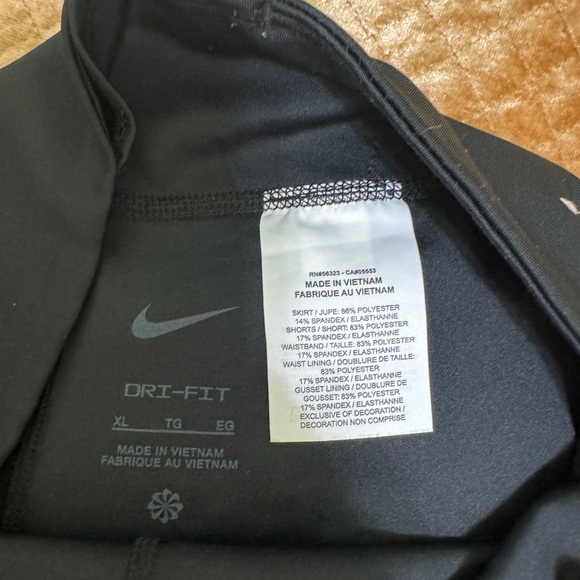 RN#56323 - CA#05553
MADE IN VIETNAM
FABRIQUE AU VIETNAM
SKIRT / JUPE: 86% POLYESTER
14% SPANDEX / ELASTHANNE
SHORTS / SHORT: 83% POLYESTER
17% SPANDEX / ELASTHANNE
WAISTBAND / TAILLE: 83% POLYESTER
17% SPANDEX / ELASTHANNE
WAIST LINING / DOUBLURE DE TAILLE:
83% POLYESTER
17% SPANDEX / ELASTHANNE
GUSSET LINING / DOUBLURE DE
GOUSSET: 83% POLYESTER
17% SPANDEX / ELASTHANNE
EXCLUSIVE OF DECORATION /
DECORATION NON COMPRISE
DRI-FIT
XL TG EG
MADE IN VIETNAM
FABRIQUE AU VIETNAM